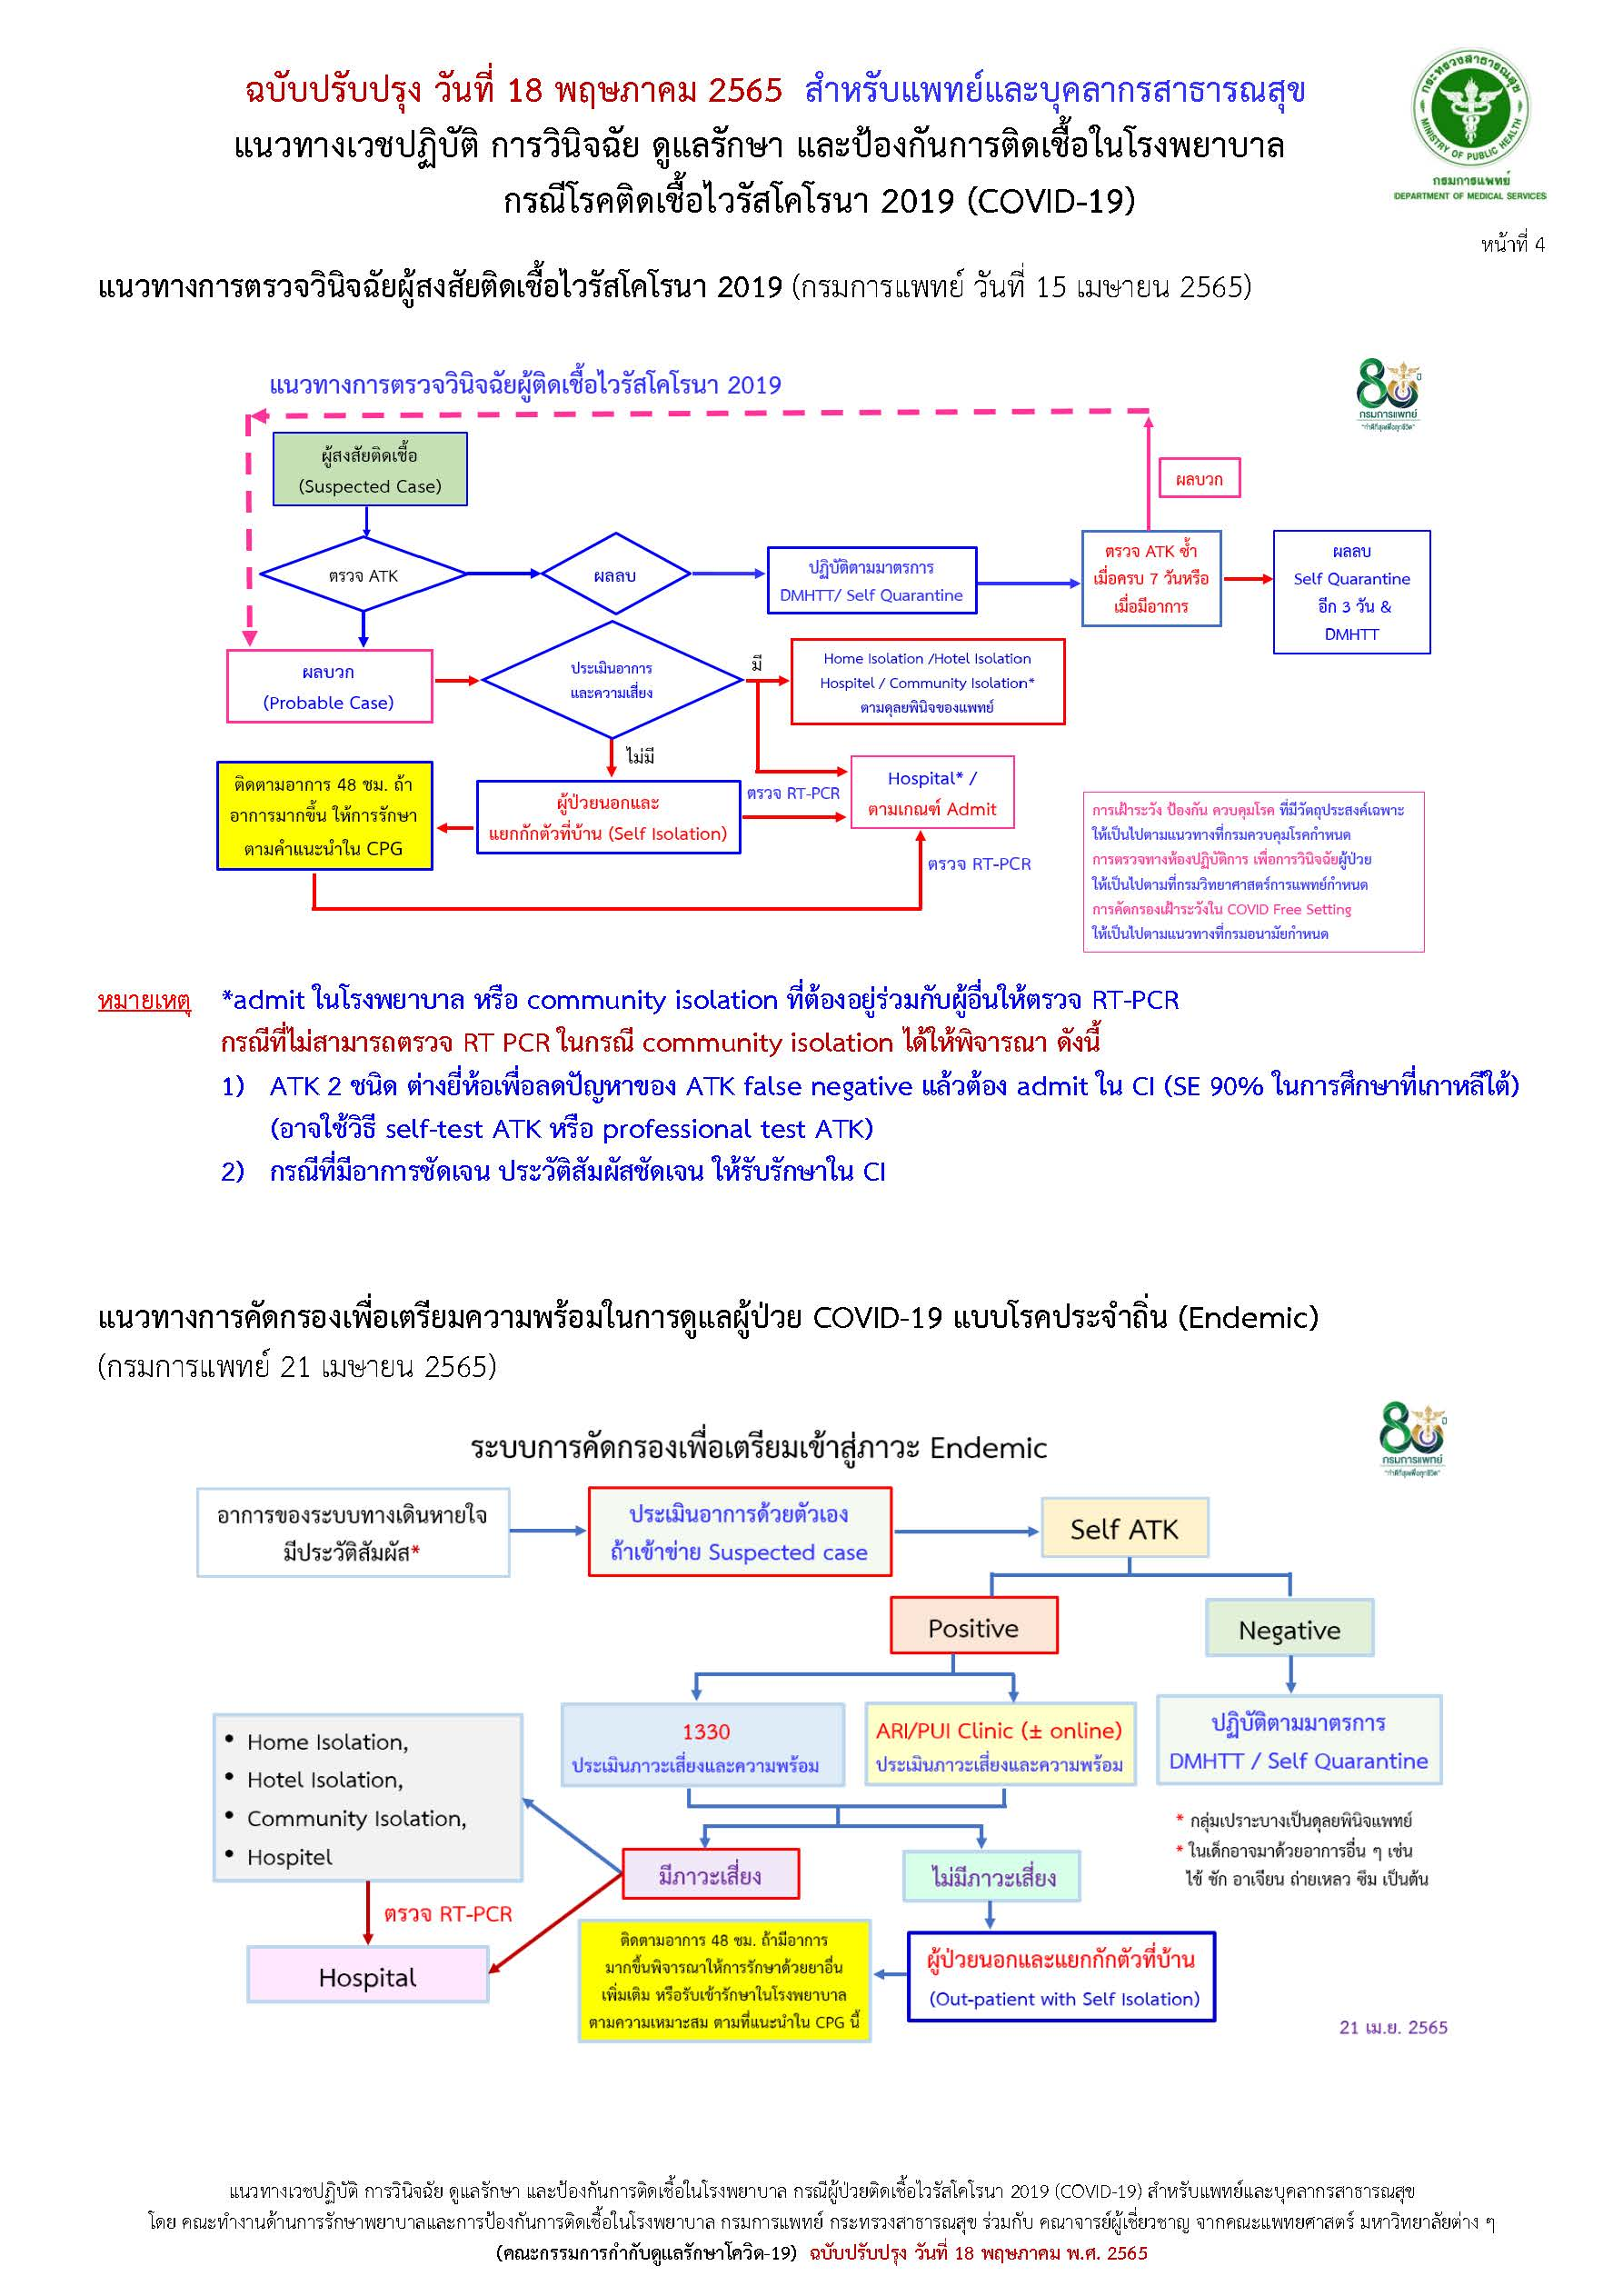 ฉบับปรับปรุง วันที่ 18 พฤษภาคม 2565 สำหรับแพทย์และบุคลากรสาธารณสุข
แนวทางเวชปฏิบัติ การวินิจฉัย ดูแลรักษา และป้องกันการติดเชื้อในโรงพยาบาล
กรณีโรคติดเชื้อไวรัสโคโรนา 2019 (COVID-19)
กระทรวงสาธารณสุข
MINISTRY OF PUBLIC HEALTH
กรมการแพทย์
DEPARTMENT OF MEDICAL SERVICES
หน้าที่ 4
แนวทางการตรวจวินิจฉัยผู้สงสัยติดเชื้อไวรัสโคโรนา 2019 (กรมการแพทย์ วันที่ 15 เมษายน 2565)
แนวทางการตรวจวินิจฉัยผู้ติดเชื้อไวรัสโคโรนา 2019
80 ปี
กรมการแพทย์
"ทำดีที่สุดเพื่อทุกชีวิต"
ผู้สงสัยติดเชื้อ
(Suspected Case)
ผลบวก
ตรวจ ATK
ผลลบ
ปฏิบัติตามมาตรการ
DMHTT/ Self Quarantine
ตรวจ ATK ซ้ำ
เมื่อครบ 7 วันหรือ
เมื่อมีอาการ
ผลลบ
Self Quarantine
อีก 3 วัน &
DMHTT
ผลบวก
(Probable Case)
ประเมินอาการ
และความเสี่ยง
มี
Home Isolation /Hotel Isolation
Hospitel / Community Isolation*
ตามดุลยพินิจของแพทย์
ไม่มี
ติดตามอาการ 48 ชม. ถ้า
อาการมากขึ้น ให้การรักษา
ตามคำแนะนำใน CPG
ผู้ป่วยนอกและ
แยกกักตัวที่บ้าน (Self Isolation)
ตรวจ RT-PCR
Hospital* /
ตามเกณฑ์ Admit
ตรวจ RT-PCR
การเฝ้าระวัง ป้องกัน ควบคุมโรค ที่มีวัตถุประสงค์เฉพาะ
ให้เป็นไปตามแนวทางที่กรมควบคุมโรคกำหนด
การตรวจทางห้องปฏิบัติการ เพื่อการวินิจฉัยผู้ป่วย
ให้เป็นไปตามที่กรมวิทยาศาสตร์การแพทย์กำหนด
การคัดกรองเฝ้าระวังใน COVID Free Setting
ให้เป็นไปตามแนวทางที่กรมอนามัยกำหนด
หมายเหตุ *admit ในโรงพยาบาล หรือ community isolation ที่ต้องอยู่ร่วมกับผู้อื่นให้ตรวจ RT-PCR
กรณีที่ไม่สามารถตรวจ RT PCR ในกรณี community isolation ได้ให้พิจารณา ดังนี้
1) ATK 2 ชนิด ต่างยี่ห้อเพื่อลดปัญหาของ ATK false negative แล้วต้อง admit ใน CI (SE 90% ในการศึกษาที่เกาหลีใต้)
(อาจใช้วิธี self-test ATK หรือ professional test ATK)
2) กรณีที่มีอาการชัดเจน ประวัติสัมผัสชัดเจน ให้รับรักษาใน CI
แนวทางการคัดกรองเพื่อเตรียมความพร้อมในการดูแลผู้ป่วย COVID-19 แบบโรคประจำถิ่น (Endemic)
(กรมการแพทย์ 21 เมษายน 2565)
80 ปี
กรมการแพทย์
"ทำดีที่สุดเพื่อทุกชีวิต"
ระบบการคัดกรองเพื่อเตรียมเข้าสู่ภาวะ Endemic
อาการของระบบทางเดินหายใจ
มีประวัติสัมผัส*
ประเมินอาการด้วยตัวเอง
ถ้าเข้าข่าย Suspected case
Self ATK
Positive
Negative
1330
ประเมินภาวะเสี่ยงและความพร้อม
ARI/PUI Clinic (± online)
ประเมินภาวะเสี่ยงและความพร้อม
ปฏิบัติตามมาตรการ
DMHTT / Self Quarantine
• Home Isolation,
• Hotel Isolation,
• Community Isolation,
• Hospitel
* กลุ่มเปราะบางเป็นดุลยพินิจแพทย์
* ในเด็กอาจมาด้วยอาการอื่น ๆ เช่น
ไข้ ชัก อาเจียน ถ่ายเหลว ซึม เป็นต้น
มีภาวะเสี่ยง
ไม่มีภาวะเสี่ยง
ตรวจ RT-PCR
Hospital
ติดตามอาการ 48 ชม. ถ้ามีอาการ
มากขึ้นพิจารณาให้การรักษาด้วยยาอื่น
เพิ่มเติม หรือรับเข้ารักษาในโรงพยาบาล
ตามความเหมาะสม ตามที่แนะนำใน CPG นี้
ผู้ป่วยนอกและแยกกักตัวที่บ้าน
(Out-patient with Self Isolation)
21 เม.ย. 2565
แนวทางเวชปฏิบัติ การวินิจฉัย ดูแลรักษา และป้องกันการติดเชื้อในโรงพยาบาล กรณีผู้ป่วยติดเชื้อไวรัสโคโรนา 2019 (COVID-19) สำหรับแพทย์และบุคลากรสาธารณสุข
โดย คณะทำงานด้านการรักษาพยาบาลและการป้องกันการติดเชื้อในโรงพยาบาล กรมการแพทย์ กระทรวงสาธารณสุข ร่วมกับ คณาจารย์ผู้เชี่ยวชาญ จากคณะแพทยศาสตร์ มหาวิทยาลัยต่าง ๆ
(คณะกรรมการกำกับดูแลรักษาโควิด-19) ฉบับปรับปรุง วันที่ 18 พฤษภาคม พ.ศ. 2565